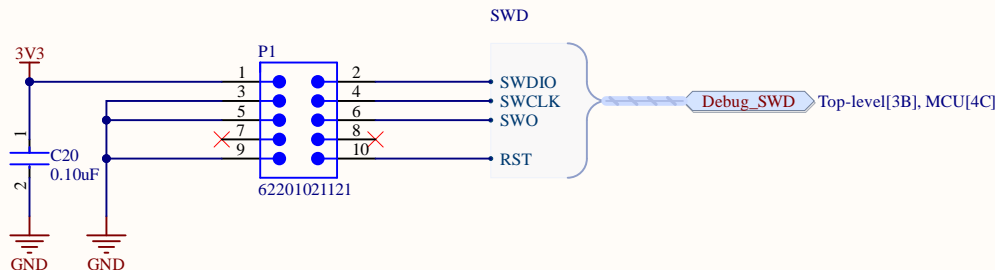 SWD
3V3
P1
1 2
SWDIO
3 4
SWCLK
Debug_SWD
Top-level[3B], MCU[4C]
5 6
SWO
7 8
9 10
RST
1
C20
0.10uF
2
62201021121
GND
GND